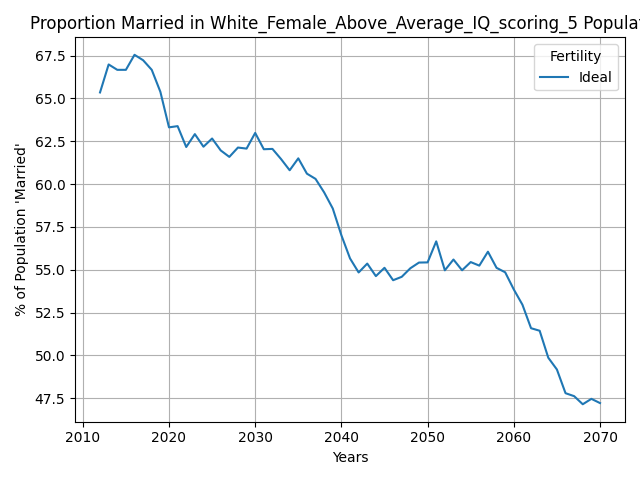 Proportion Married in White_Female_Above_Average_IQ_scoring_5 Populat
Fertility
Ideal
67.5
65.0
62.5
60.0
57.5
55.0
52.5
50.0
47.5
% of Population 'Married'
2010 2020 2030 2040 2050 2060 2070
Years